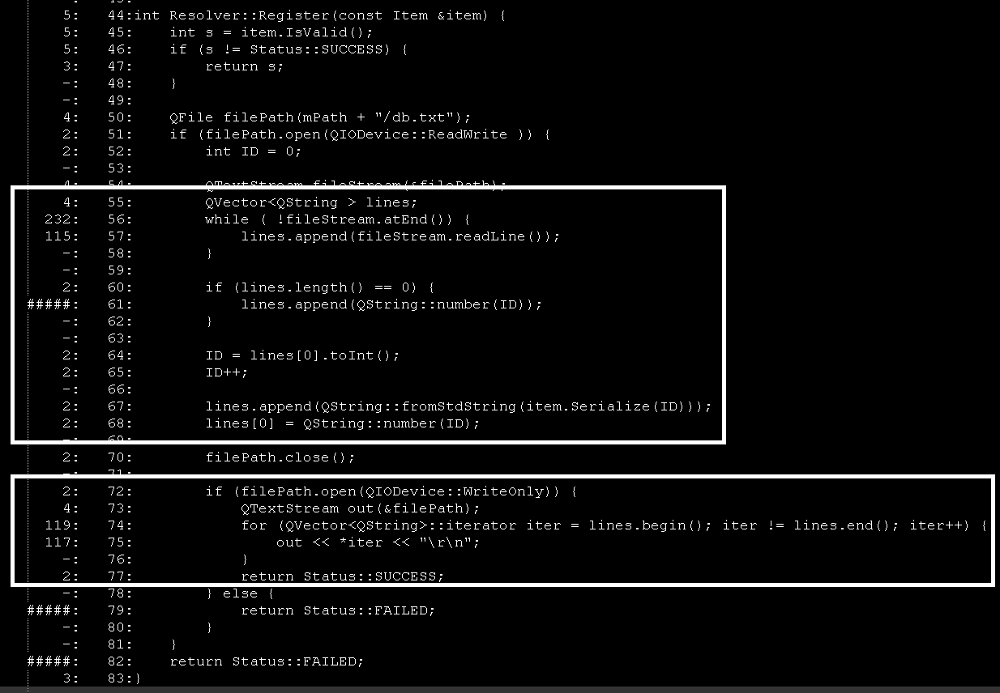 5:   44:int Resolver::Register(const Item &item) {
5:   45:    int s = item.IsValid();
5:   46:    if (s != Status::SUCCESS) {
3:   47:        return s;
-:   48:    }
-:   49:
4:   50:    QFile filePath(mPath + "/db.txt");
2:   51:    if (filePath.open(QIODevice::ReadWrite )) {
2:   52:        int ID = 0;
-:   53:
4:   54:        QTextStream fileStream(&filePath);
4:   55:        QVector<QString > lines;
232:   56:        while ( !fileStream.atEnd()) {
115:   57:            lines.append(fileStream.readLine());
-:   58:        }
-:   59:
2:   60:        if (lines.length() == 0) {
#####:   61:            lines.append(QString::number(ID));
-:   62:        }
-:   63:
2:   64:        ID = lines[0].toInt();
2:   65:        ID++;
-:   66:
2:   67:        lines.append(QString::fromStdString(item.Serialize(ID)));
2:   68:        lines[0] = QString::number(ID);
-:   69:
2:   70:        filePath.close();
-:   71:
2:   72:        if (filePath.open(QIODevice::WriteOnly)) {
4:   73:            QTextStream out(&filePath);
119:   74:            for (QVector<QString>::iterator iter = lines.begin(); iter != lines.end(); iter++) {
117:   75:                out << *iter << "\r\n";
-:   76:            }
2:   77:            return Status::SUCCESS;
-:   78:        } else {
#####:   79:            return Status::FAILED;
-:   80:        }
-:   81:    }
#####:   82:    return Status::FAILED;
3:   83:}